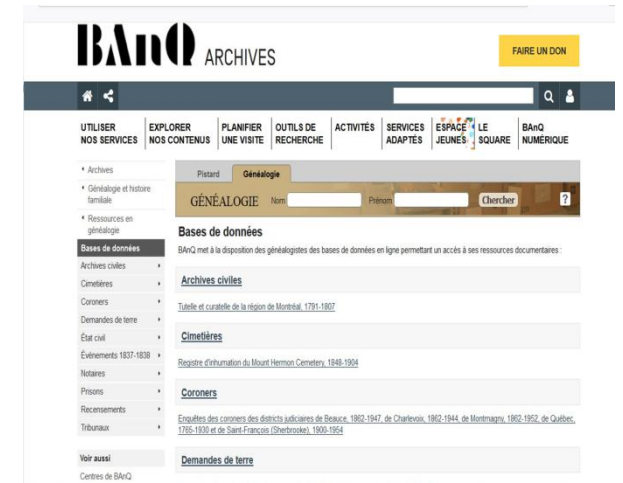 BAnQ ARCHIVES
FAIRE UN DON
UTILISER NOS SERVICES
EXPLORER NOS CONTENUS
PLANIFIER UNE VISITE
OUTILS DE RECHERCHE
ACTIVITÉS
SERVICES ADAPTÉS
ESPACE JEUNES
LE SQUARE
BAnQ NUMÉRIQUE
Archives
Généalogie et histoire
familiale
Ressources en
généalogie
Bases de données
Archives civiles
Cimetières
Coroners
Demandes de terre
État civil
Événements 1837-1838
Notaires
Prisons
Recensements
Tribunaux
Voir aussi
Centres de BAnQ
Pistard Généalogie
GÉNÉALOGIE Nom Prénom Chercher ?
Bases de données
BAnQ met à la disposition des généalogistes des bases de données en ligne permettant un accès à ses ressources documentaires :
Archives civiles
Tutelle et curatelle de la région de Montréal, 1791-1807
Cimetières
Registre d'inhumation du Mount Hermon Cemetery, 1848-1904
Coroners
Enquêtes des coroners des districts judiciaires de Beauce, 1862-1947, de Charlevoix, 1862-1944, de Montmagny, 1862-1952, de Québec,
1765-1930 et de Saint-François (Sherbrooke), 1900-1954
Demandes de terre